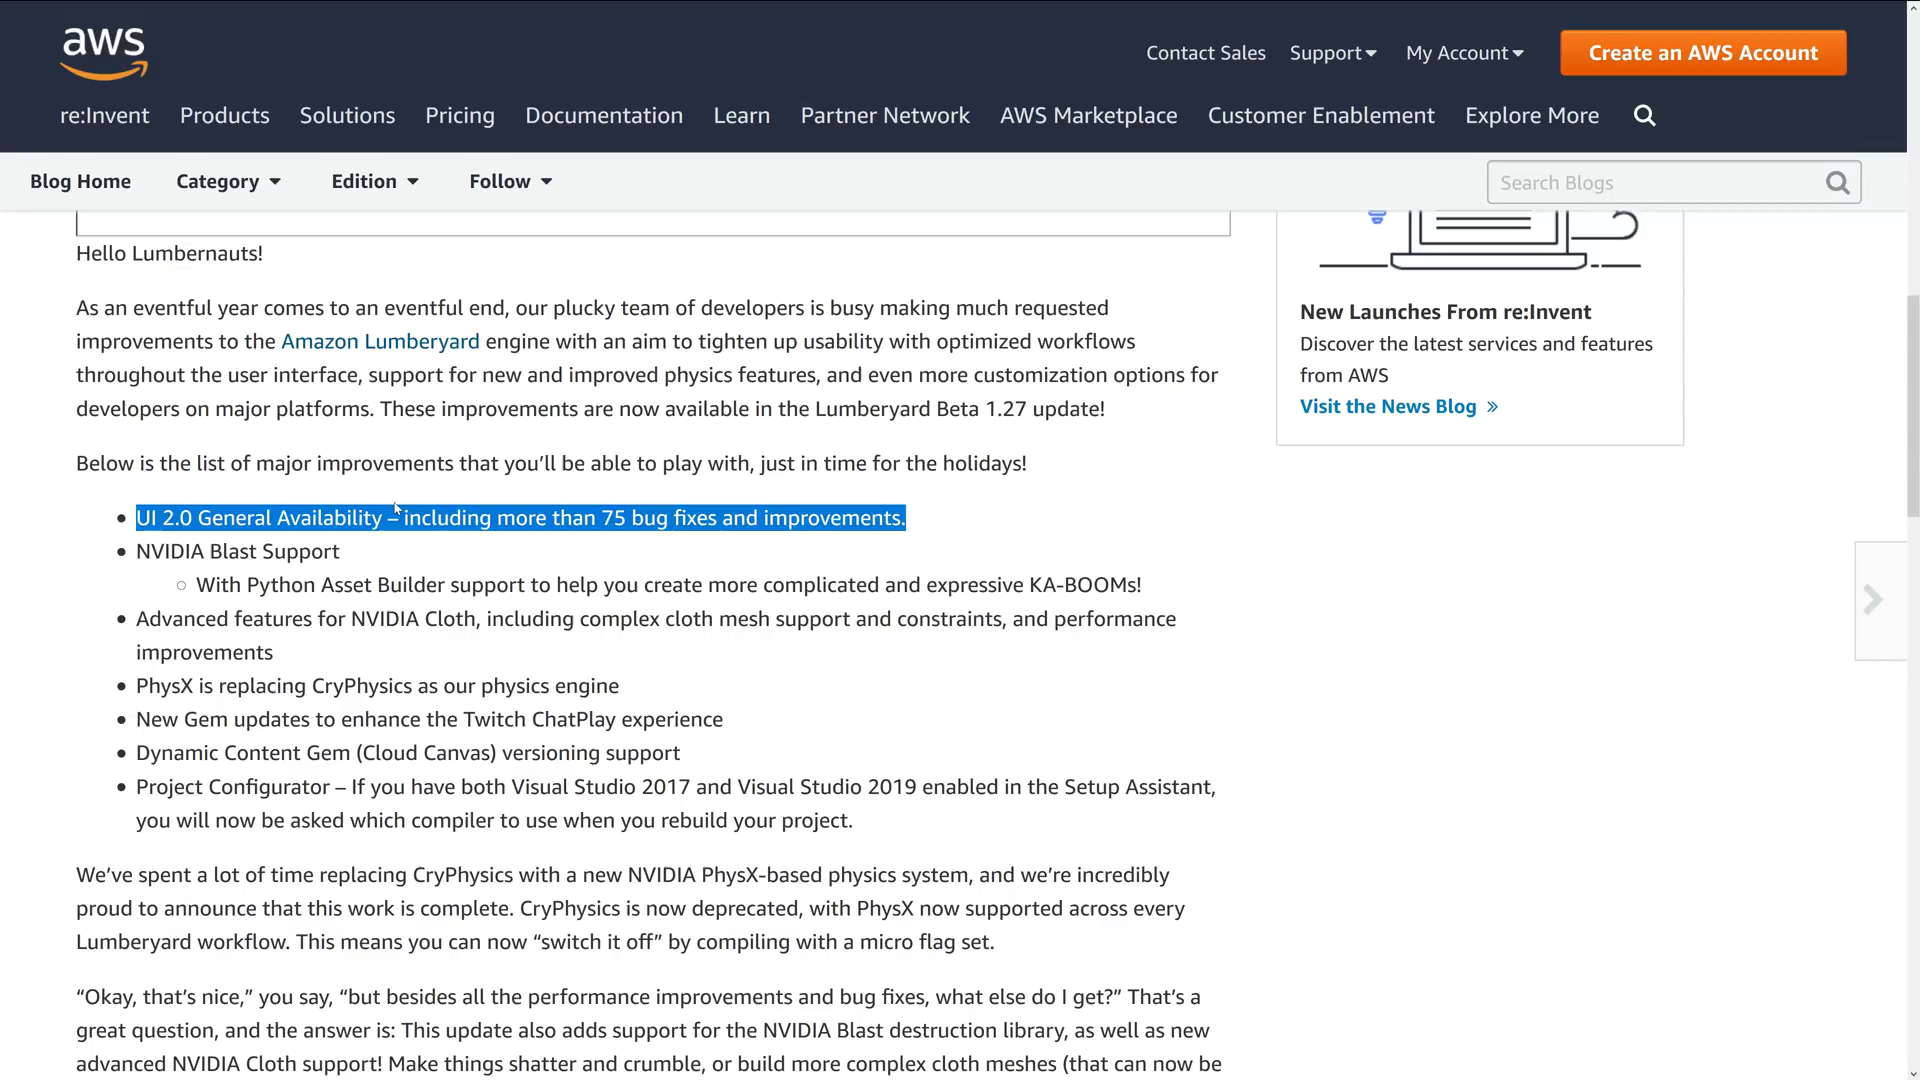 aws
Contact Sales Support My Account Create an AWS Account
re:Invent Products Solutions Pricing Documentation Learn Partner Network AWS Marketplace Customer Enablement Explore More
Blog Home Category Edition Follow Search Blogs
Hello Lumbernauts!
As an eventful year comes to an eventful end, our plucky team of developers is busy making much requested
improvements to the Amazon Lumberyard engine with an aim to tighten up usability with optimized workflows
throughout the user interface, support for new and improved physics features, and even more customization options for
developers on major platforms. These improvements are now available in the Lumberyard Beta 1.27 update!
Below is the list of major improvements that you’ll be able to play with, just in time for the holidays!
• UI 2.0 General Availability – including more than 75 bug fixes and improvements.
• NVIDIA Blast Support
○ With Python Asset Builder support to help you create more complicated and expressive KA-BOOMs!
• Advanced features for NVIDIA Cloth, including complex cloth mesh support and constraints, and performance
improvements
• PhysX is replacing CryPhysics as our physics engine
• New Gem updates to enhance the Twitch ChatPlay experience
• Dynamic Content Gem (Cloud Canvas) versioning support
• Project Configurator – If you have both Visual Studio 2017 and Visual Studio 2019 enabled in the Setup Assistant,
you will now be asked which compiler to use when you rebuild your project.
We’ve spent a lot of time replacing CryPhysics with a new NVIDIA PhysX-based physics system, and we’re incredibly
proud to announce that this work is complete. CryPhysics is now deprecated, with PhysX now supported across every
Lumberyard workflow. This means you can now “switch it off” by compiling with a micro flag set.
“Okay, that’s nice,” you say, “but besides all the performance improvements and bug fixes, what else do I get?” That’s a
great question, and the answer is: This update also adds support for the NVIDIA Blast destruction library, as well as new
advanced NVIDIA Cloth support! Make things shatter and crumble, or build more complex cloth meshes (that can now be
New Launches From re:Invent
Discover the latest services and features
from AWS
Visit the News Blog »